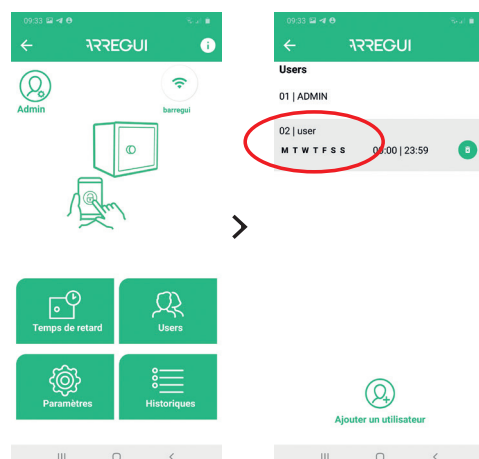 09:33
ARREGUI
i
Admin
barregui
Temps de retard
Users
Paramètres
Historiques
>
09:33
ARREGUI
Users
01 | ADMIN
02 | user
M T W T F S S 00:00 | 23:59
Ajouter un utilisateur